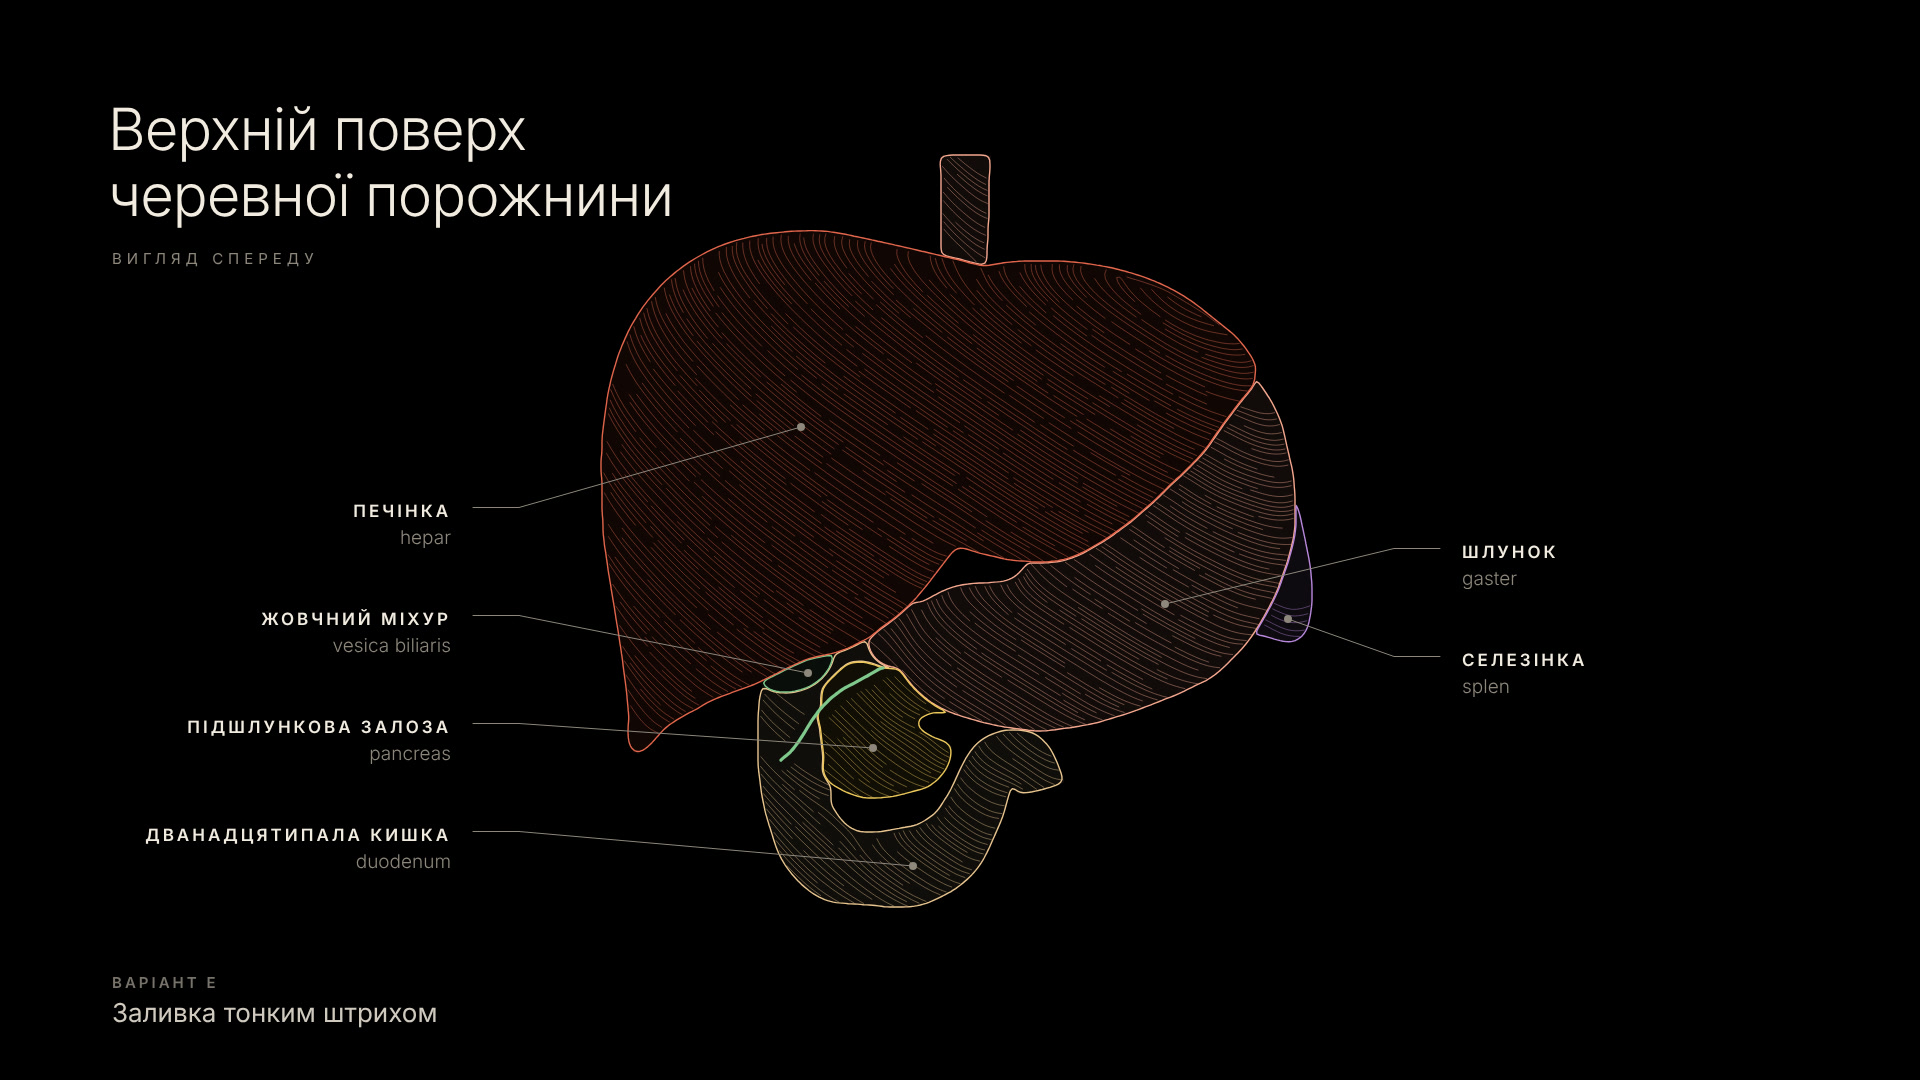 Верхній поверх
черевної порожнини
ВИГЛЯД СПЕРЕДУ
ПЕЧІНКА
hepar
ЖОВЧНИЙ МІХУР
vesica biliaris
ПІДШЛУНКОВА ЗАЛОЗА
pancreas
ДВАНАДЦЯТИПАЛА КИШКА
duodenum
ШЛУНОК
gaster
СЕЛЕЗІНКА
splen
ВАРІАНТ E
Заливка тонким штрихом